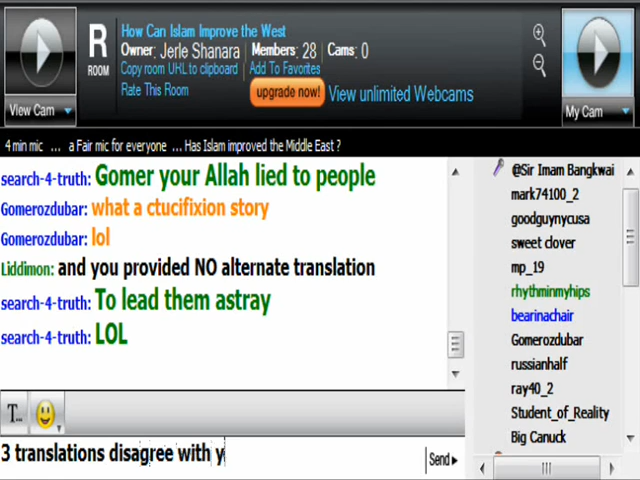 How Can Islam Improve the West
R
ROOM
Owner: Jerle Shanara Members: 28 Cams: 0
Copy room URL to clipboard Add To Favorites
Rate This Room
upgrade now! View unlimited Webcams
View Cam
My Cam
4 min mic ... a Fair mic for everyone ... Has Islam improved the Middle East ?
search-4-truth: Gomer your Allah lied to people
Gomerozdubar: what a ctucifixion story
Gomerozdubar: lol
Liddimon: and you provided NO alternate translation
search-4-truth: To lead them astray
search-4-truth: LOL
@Sir Imam Bangkwai
mark74100_2
goodguynycusa
sweet clover
mp_19
rhythminmyhips
bearinachair
Gomerozdubar
russianhalf
ray40_2
Student_of_Reality
Big Canuck
T...
3 translations disagree with y
Send